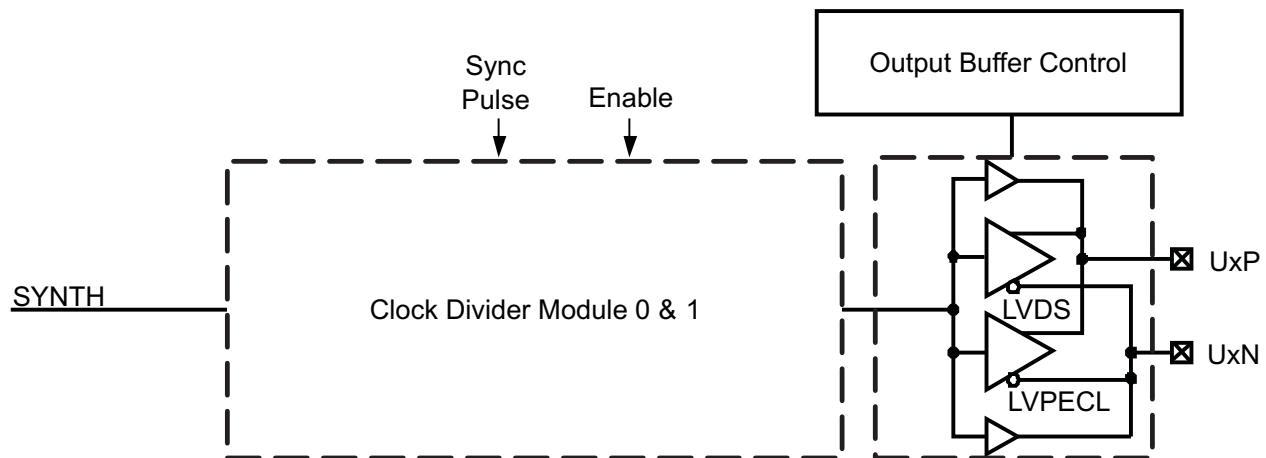 Output Buffer Control
Sync
Pulse
Enable
SYNTH
Clock Divider Module 0 & 1
UxP
LVDS
UxN
LVPECL